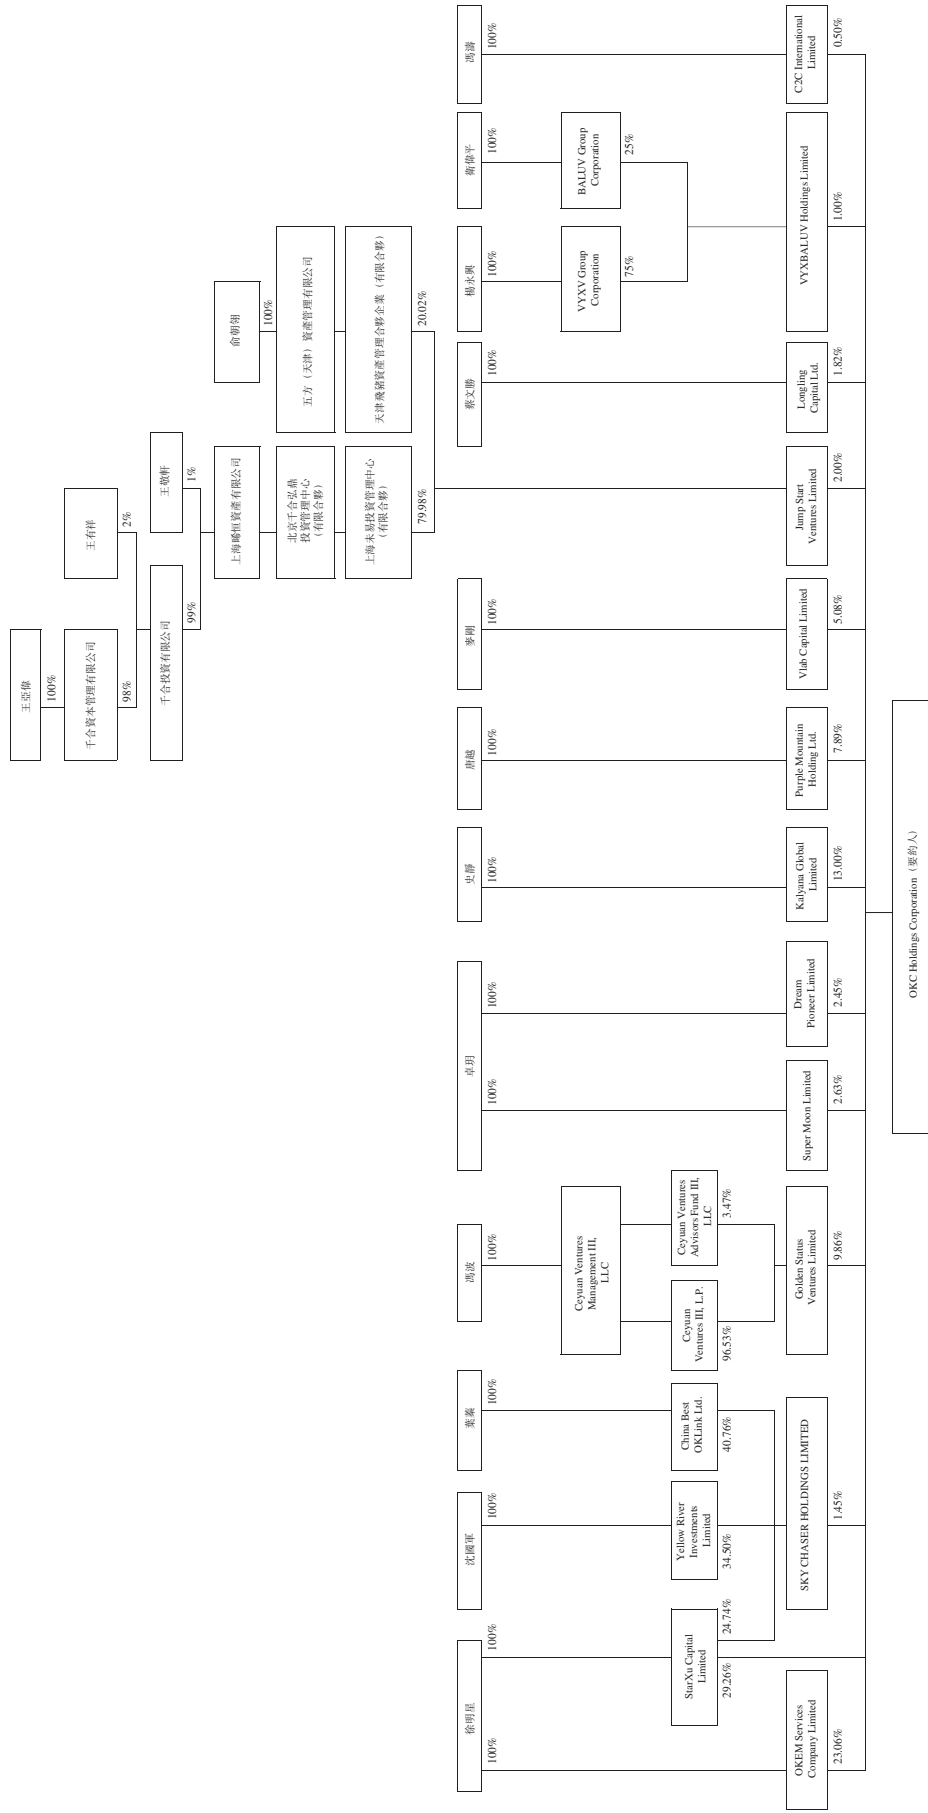 王亞偉
100%
千合資本管理有限公司
98%
王有祥
2%
千合投資有限公司
99%
王敬軒
1%
上海晞恒資產有限公司
北京千合弘鼎
投資管理中心
(有限合夥)
上海未易投資管理中心
(有限合夥)
79.98%
俞朝翎
100%
五方(天津)資產管理有限公司
天津飛豬資產管理合夥企業(有限合夥)
20.02%
徐明星
100%
100%
沈國軍
100%
葉蓁
100%
馮波
100%
卓玥
100%
100%
史靜
100%
唐越
100%
麥剛
100%
蔡文勝
100%
楊永興
100%
衛偉平
100%
馮濤
100%
Ceyuan Ventures
Management III,
LLC
VYXV Group
Corporation
75%
BALUV Group
Corporation
25%
StarXu Capital
Limited
29.26%
24.74%
Yellow River
Investments
Limited
34.50%
China Best
OKLink Ltd.
40.76%
Ceyuan
Ventures III, L.P.
96.53%
Ceyuan Ventures
Advisors Fund III,
LLC
3.47%
OKEM Services
Company Limited
23.06%
SKY CHASER HOLDINGS LIMITED
1.45%
Golden Status
Ventures Limited
9.86%
Super Moon Limited
2.63%
Dream
Pioneer Limited
2.45%
Kalyana Global
Limited
13.00%
Purple Mountain
Holding Ltd.
7.89%
Vlab Capital Limited
5.08%
Jump Start
Ventures Limited
2.00%
Longling
Capital Ltd.
1.82%
VYXBALUV Holdings Limited
1.00%
C2C International
Limited
0.50%
OKC Holdings Corporation(要約人)